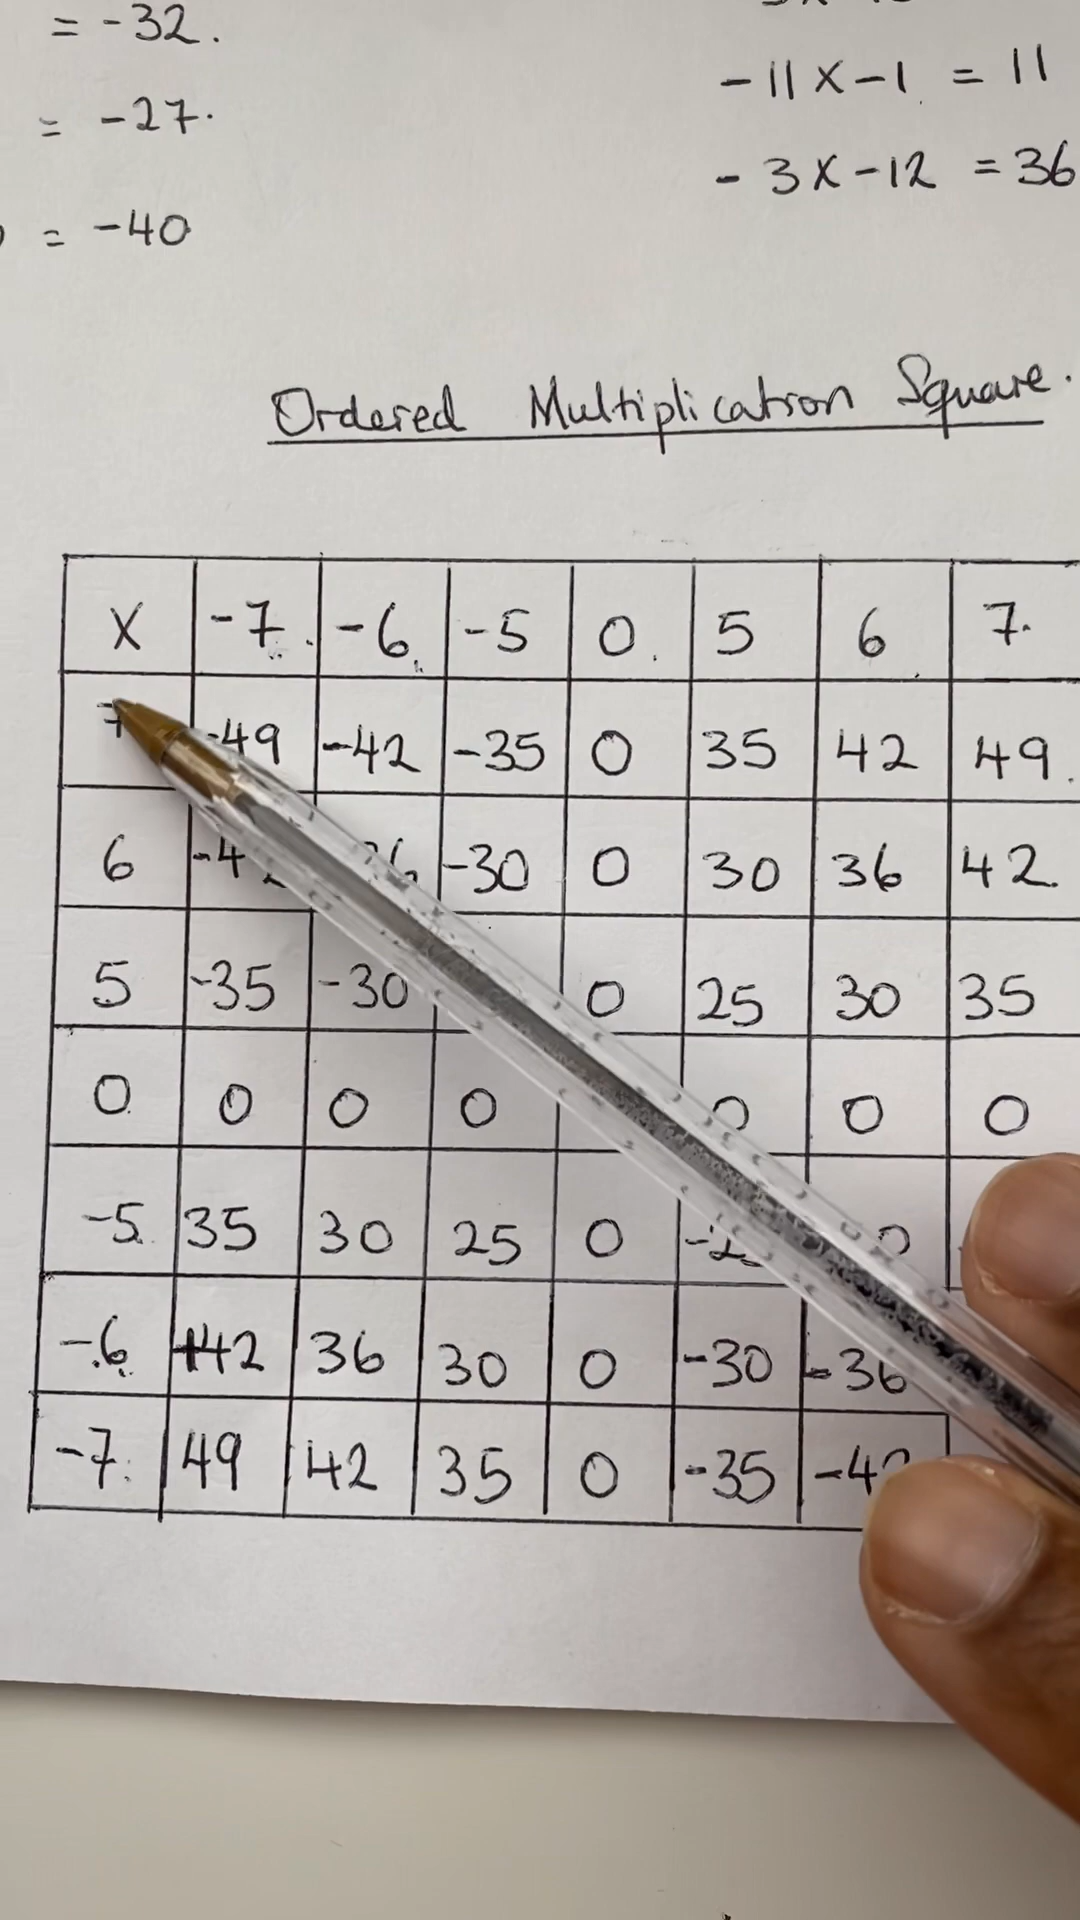 = -32.
-11 X -1 = 11
= -27.
- 3 X -12 = 36
= -40
Ordered Multiplication Square.
X -7 -6 -5 0 5 6 7
-49 -42 -35 0 35 42 49
6 -30 0 30 36 42
5 -35 -30 0 25 30 35
0 0 0 0 0 0 0
-5 35 30 25 0
-6 +42 36 30 0 -30 -36
-7 49 42 35 0 -35